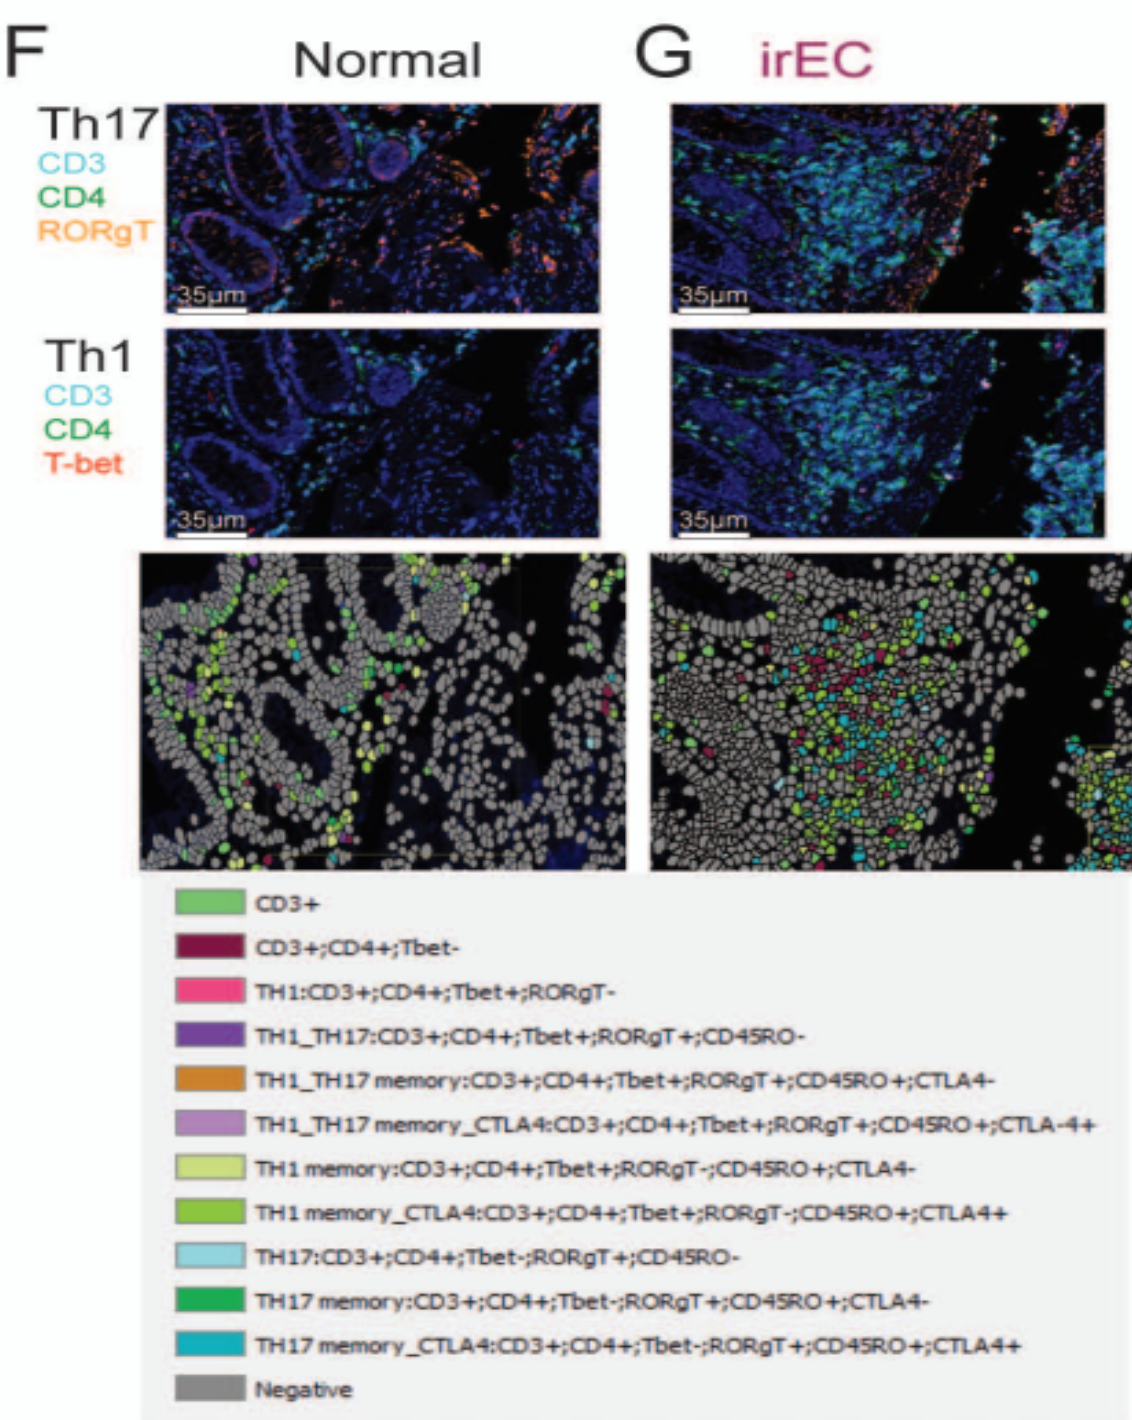 F Normal G irEC
Th17
CD3
CD4
RORgT
35µm 35µm
Th1
CD3
CD4
T-bet
35µm 35µm
CD3+
CD3+;CD4+;Tbet-
TH1:CD3+;CD4+;Tbet+;RORgT-
TH1_TH17:CD3+;CD4+;Tbet+;RORgT+;CD45RO-
TH1_TH17 memory:CD3+;CD4+;Tbet+;RORgT+;CD45RO+;CTLA4-
TH1_TH17 memory_CTLA4:CD3+;CD4+;Tbet+;RORgT+;CD45RO+;CTLA-4+
TH1 memory:CD3+;CD4+;Tbet+;RORgT-;CD45RO+;CTLA4-
TH1 memory_CTLA4:CD3+;CD4+;Tbet+;RORgT-;CD45RO+;CTLA4+
TH17:CD3+;CD4+;Tbet-;RORgT+;CD45RO-
TH17 memory:CD3+;CD4+;Tbet-;RORgT+;CD45RO+;CTLA4-
TH17 memory_CTLA4:CD3+;CD4+;Tbet-;RORgT+;CD45RO+;CTLA4+
Negative